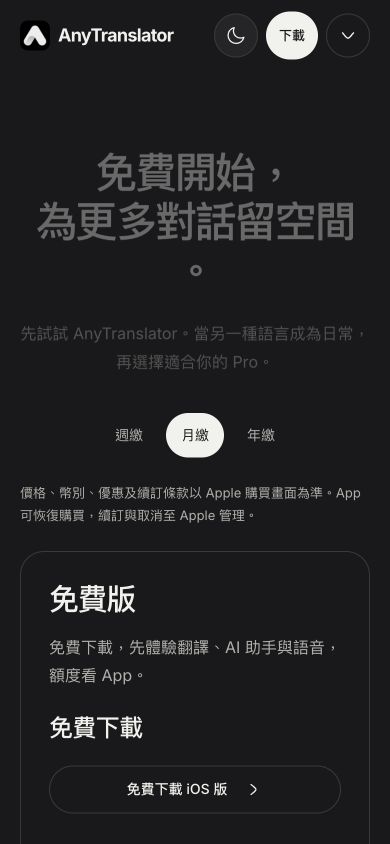 AnyTranslator
下載
免費開始，
為更多對話留空間
。
先試試 AnyTranslator。當另一種語言成為日常，
再選擇適合你的 Pro。
週繳
月繳
年繳
價格、幣別、優惠及續訂條款以 Apple 購買畫面為準。App
可恢復購買，續訂與取消至 Apple 管理。
免費版
免費下載，先體驗翻譯、AI 助手與語音，
額度看 App。
免費下載
免費下載 iOS 版